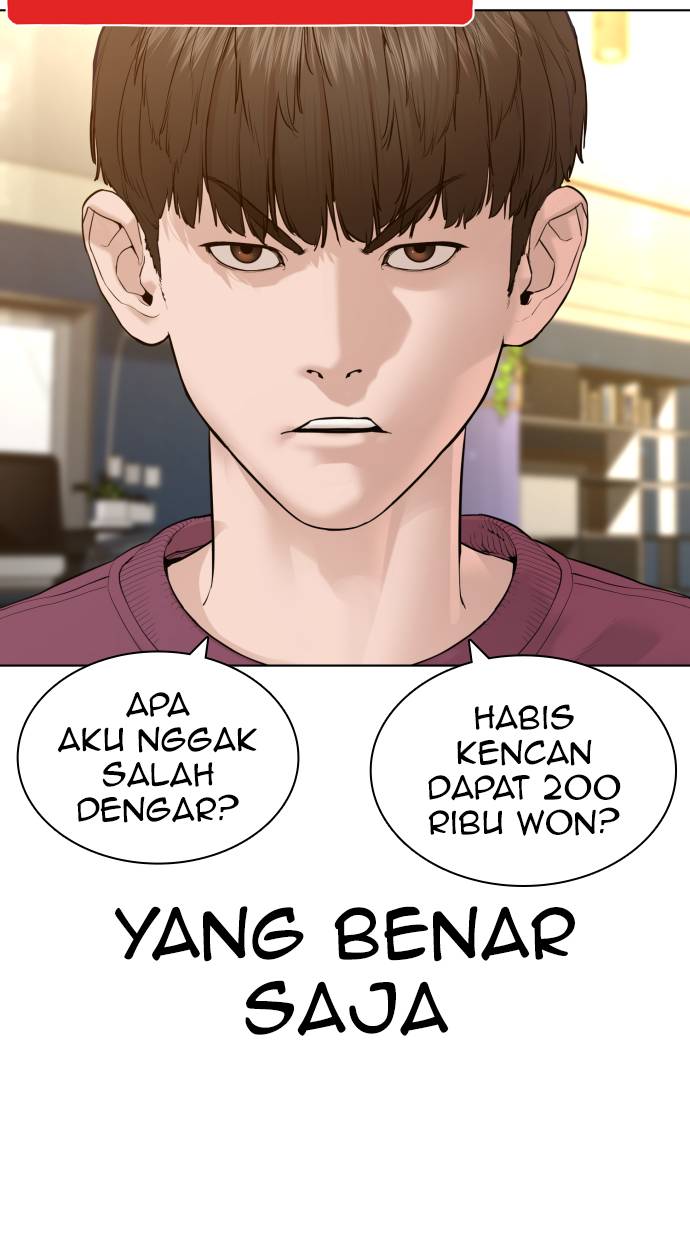 APA
AKU NGGAK
SALAH
DENGAR?
HABIS
KENCAN
DAPAT 200
RIBU WON?
YANG BENAR
SAJA